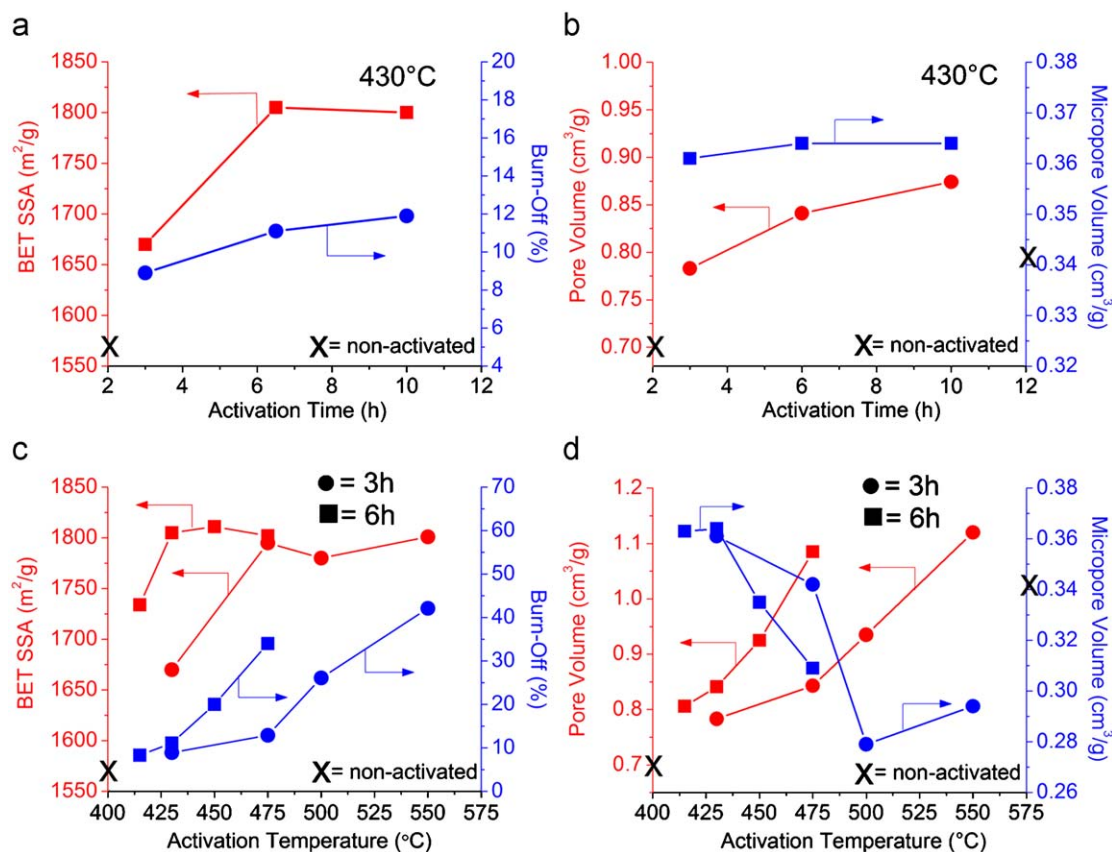 a
1850
1800
1750
1700
1650
1600
1550
BET SSA (m²/g)
430°C
20
18
16
14
12
10
8
6
4
Burn-Off (%)
X
X= non-activated
2 4 6 8 10 12
Activation Time (h)
b
1.00
0.95
0.90
0.85
0.80
0.75
0.70
Pore Volume (cm³/g)
430°C
0.38
0.37
0.36
0.35
0.34
0.33
0.32
Micropore Volume (cm³/g)
X
X
X= non-activated
2 4 6 8 10 12
Activation Time (h)
c
1850
1800
1750
1700
1650
1600
1550
BET SSA (m²/g)
= 3h
= 6h
70
60
50
40
30
20
10
0
Burn-Off (%)
X
X= non-activated
400 425 450 475 500 525 550 575
Activation Temperature (°C)
d
1.2
1.1
1.0
0.9
0.8
0.7
Pore Volume (cm³/g)
= 3h
= 6h
0.38
0.36
0.34
0.32
0.30
0.28
0.26
Micropore Volume (cm³/g)
X
X
X= non-activated
400 425 450 475 500 525 550 575
Activation Temperature (°C)